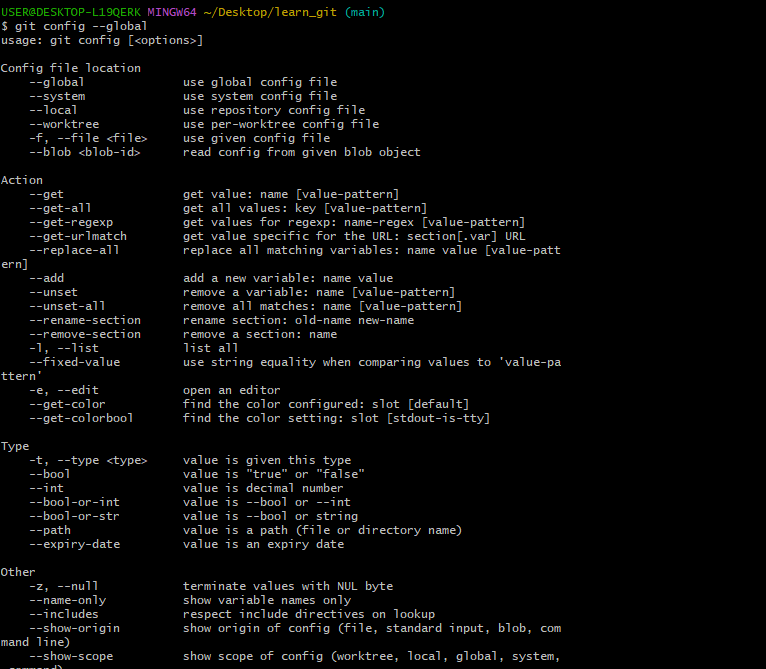 USER@DESKTOP-L19QERK MINGW64 ~/Desktop/learn_git (main)
$ git config --global
usage: git config [<options>]

Config file location
    --global              use global config file
    --system              use system config file
    --local               use repository config file
    --worktree            use per-worktree config file
    -f, --file <file>     use given config file
    --blob <blob-id>      read config from given blob object

Action
    --get                 get value: name [value-pattern]
    --get-all             get all values: key [value-pattern]
    --get-regexp          get values for regexp: name-regex [value-pattern]
    --get-urlmatch        get value specific for the URL: section[.var] URL
    --replace-all         replace all matching variables: name value [value-patt
ern]
    --add                 add a new variable: name value
    --unset               remove a variable: name [value-pattern]
    --unset-all           remove all matches: name [value-pattern]
    --rename-section      rename section: old-name new-name
    --remove-section      remove a section: name
    -l, --list            list all
    --fixed-value         use string equality when comparing values to 'value-pa
ttern'
    -e, --edit            open an editor
    --get-color           find the color configured: slot [default]
    --get-colorbool       find the color setting: slot [stdout-is-tty]

Type
    -t, --type <type>     value is given this type
    --bool                value is "true" or "false"
    --int                 value is decimal number
    --bool-or-int         value is --bool or --int
    --bool-or-str         value is --bool or string
    --path                value is a path (file or directory name)
    --expiry-date         value is an expiry date

Other
    -z, --null            terminate values with NUL byte
    --name-only           show variable names only
    --includes            respect include directives on lookup
    --show-origin         show origin of config (file, standard input, blob, com
mand line)
    --show-scope          show scope of config (worktree, local, global, system,
 command)